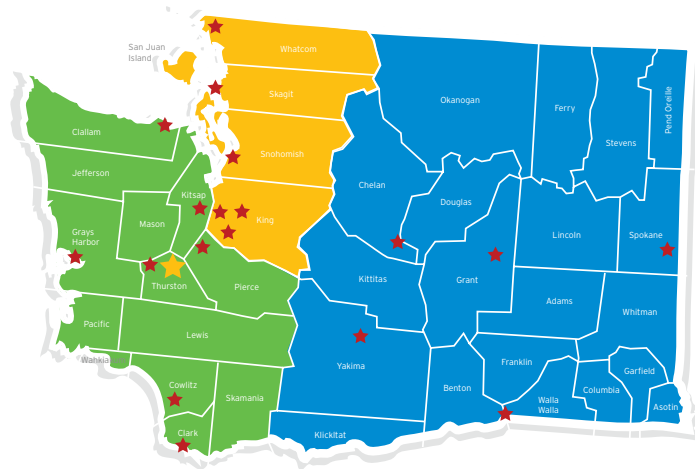 San Juan
Island
Whatcom
Skagit
Snohomish
King
Clallam
Jefferson
Kitsap
Mason
Grays
Harbor
Thurston
Pierce
Pacific
Lewis
Cowlitz
Skamania
Clark
Okanogan
Ferry
Stevens
Pend Oreille
Chelan
Douglas
Lincoln
Spokane
Kittitas
Grant
Adams
Whitman
Yakima
Benton
Franklin
Walla
Walla
Columbia
Garfield
Asotin
Klickitat